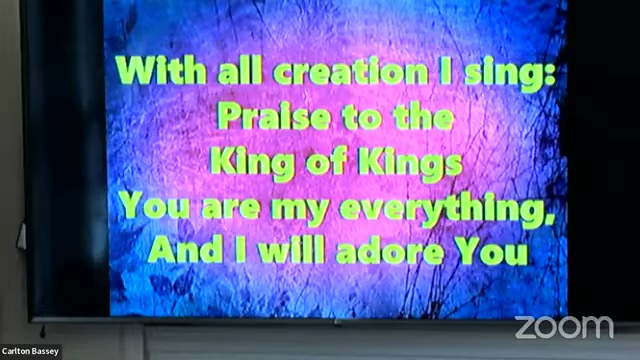 With all creation I sing:
Praise to the
King of Kings
You are my everything,
And I will adore You
zoom
Carlton Bassey